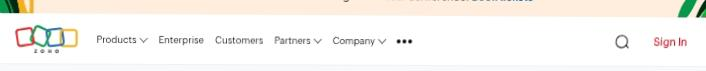 ZOHO
Products Enterprise Customers Partners Company ••• Sign In